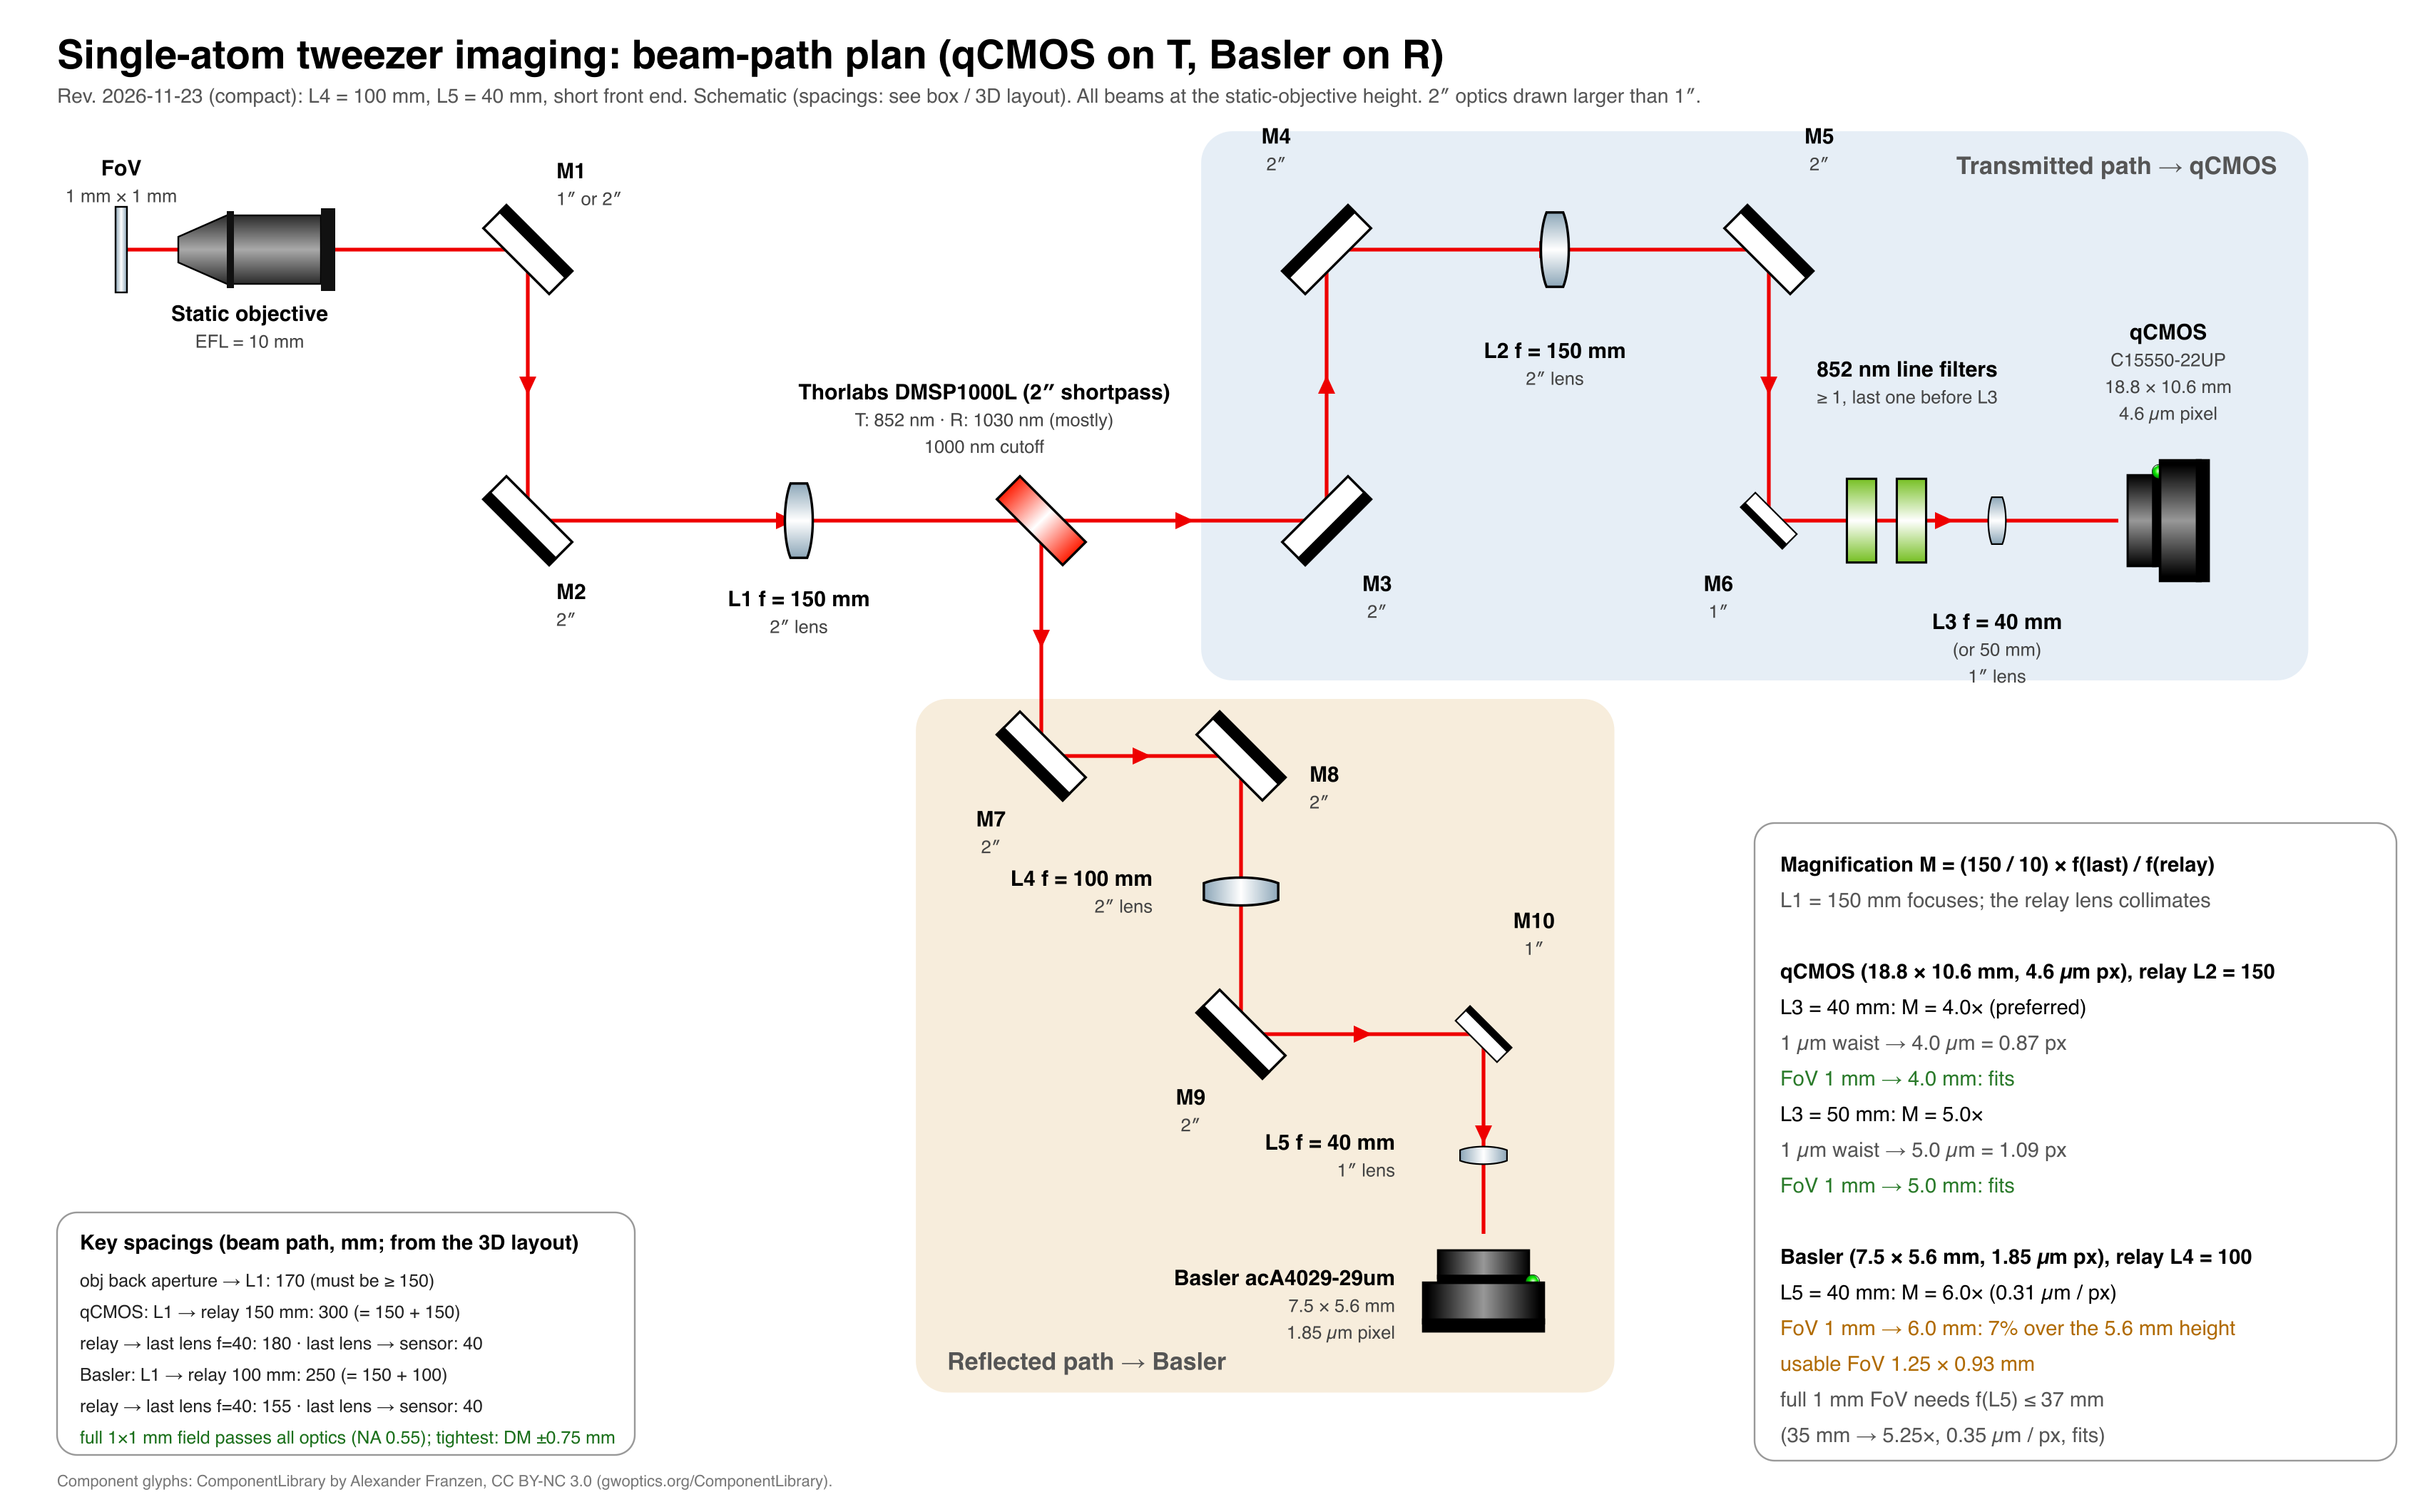 Single-atom tweezer imaging: beam-path plan (qCMOS on T, Basler on R)
Rev. 2026-11-23 (compact): L4 = 100 mm, L5 = 40 mm, short front end. Schematic (spacings: see box / 3D layout). All beams at the static-objective height. 2″ optics drawn larger than 1″.
FoV
1 mm × 1 mm
Static objective
EFL = 10 mm
M1
1″ or 2″
M2
2″
L1 f = 150 mm
2″ lens
Thorlabs DMSP1000L (2″ shortpass)
T: 852 nm · R: 1030 nm (mostly)
1000 nm cutoff
Transmitted path → qCMOS
M4
2″
M5
2″
L2 f = 150 mm
2″ lens
852 nm line filters
≥ 1, last one before L3
qCMOS
C15550-22UP
18.8 × 10.6 mm
4.6 µm pixel
M3
2″
M6
1″
L3 f = 40 mm
(or 50 mm)
1″ lens
M7
2″
M8
2″
L4 f = 100 mm
2″ lens
M10
1″
M9
2″
L5 f = 40 mm
1″ lens
Basler acA4029-29um
7.5 × 5.6 mm
1.85 µm pixel
Reflected path → Basler
Key spacings (beam path, mm; from the 3D layout)
obj back aperture → L1: 170 (must be ≥ 150)
qCMOS: L1 → relay 150 mm: 300 (= 150 + 150)
relay → last lens f=40: 180 · last lens → sensor: 40
Basler: L1 → relay 100 mm: 250 (= 150 + 100)
relay → last lens f=40: 155 · last lens → sensor: 40
full 1×1 mm field passes all optics (NA 0.55); tightest: DM ±0.75 mm
Magnification M = (150 / 10) × f(last) / f(relay)
L1 = 150 mm focuses; the relay lens collimates
qCMOS (18.8 × 10.6 mm, 4.6 µm px), relay L2 = 150
L3 = 40 mm: M = 4.0× (preferred)
1 µm waist → 4.0 µm = 0.87 px
FoV 1 mm → 4.0 mm: fits
L3 = 50 mm: M = 5.0×
1 µm waist → 5.0 µm = 1.09 px
FoV 1 mm → 5.0 mm: fits
Basler (7.5 × 5.6 mm, 1.85 µm px), relay L4 = 100
L5 = 40 mm: M = 6.0× (0.31 µm / px)
FoV 1 mm → 6.0 mm: 7% over the 5.6 mm height
usable FoV 1.25 × 0.93 mm
full 1 mm FoV needs f(L5) ≤ 37 mm
(35 mm → 5.25×, 0.35 µm / px, fits)
Component glyphs: ComponentLibrary by Alexander Franzen, CC BY-NC 3.0 (gwoptics.org/ComponentLibrary).